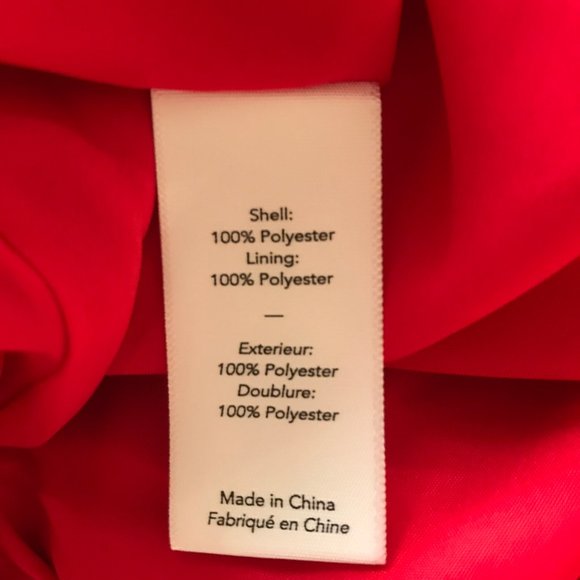 Shell:
100% Polyester
Lining:
100% Polyester
—
Exterieur:
100% Polyester
Doublure:
100% Polyester
Made in China
Fabriqué en Chine